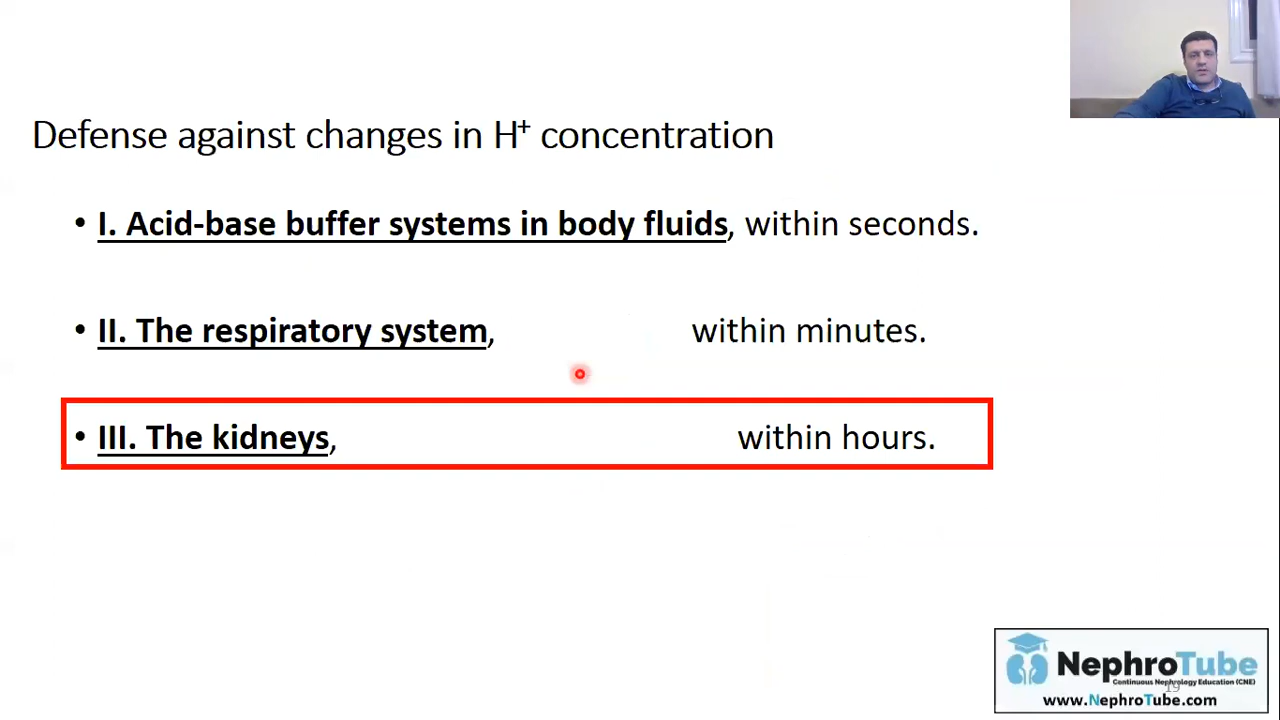 Defense against changes in H⁺ concentration
• I. Acid-base buffer systems in body fluids, within seconds.
• II. The respiratory system, within minutes.
• III. The kidneys, within hours.
NephroTube
Continuous Nephrology Education (CNE)
19
www.NephroTube.com